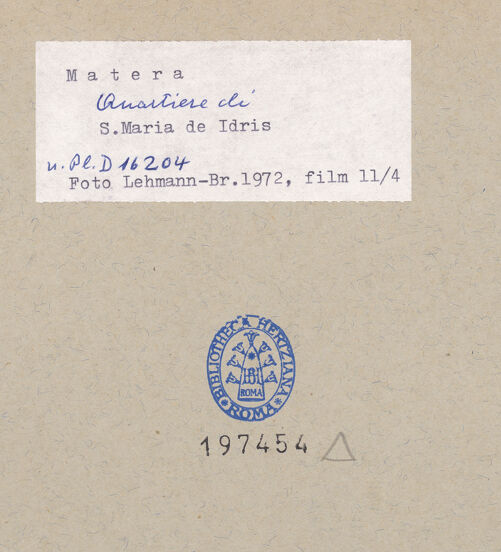 Matera
Quartiere di
S.Maria de Idris
n. Pl. D 16204
Foto Lehmann-Br.1972, film 11/4
BIBLIOTHECA HERTZIANA
ROMA
ROMA
197454